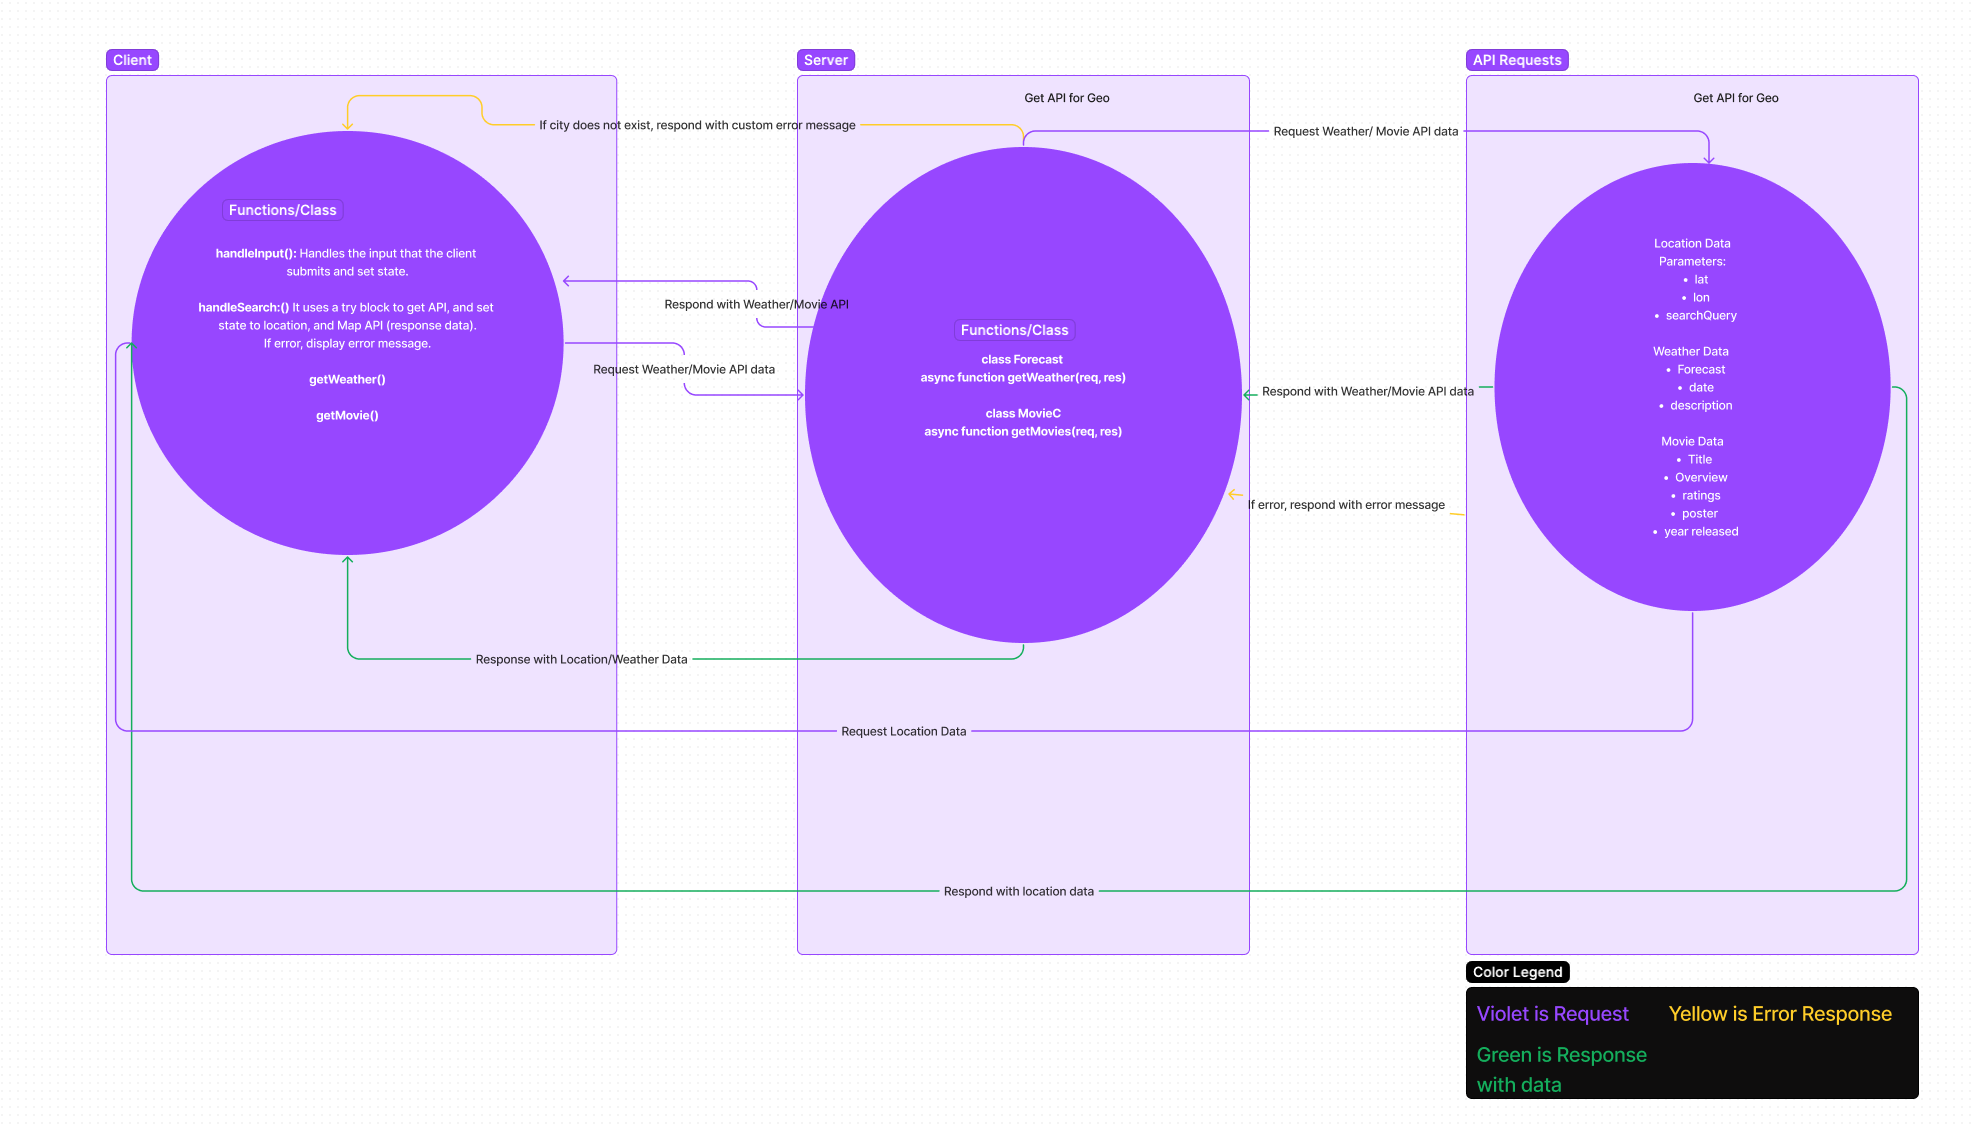 Client
Server
API Requests
Get API for Geo
Get API for Geo
If city does not exist, respond with custom error message
Request Weather/ Movie API data
Functions/Class
handleInput(): Handles the input that the client
submits and set state.
handleSearch:() It uses a try block to get API, and set
state to location, and Map API (response data).
If error, display error message.
getWeather()
getMovie()
Respond with Weather/Movie API
Request Weather/Movie API data
Functions/Class
class Forecast
async function getWeather(req, res)
class MovieC
async function getMovies(req, res)
Respond with Weather/Movie API data
If error, respond with error message
Location Data
Parameters:
• lat
• lon
• searchQuery
Weather Data
• Forecast
• date
• description
Movie Data
• Title
• Overview
• ratings
• poster
• year released
Response with Location/Weather Data
Request Location Data
Respond with location data
Color Legend
Violet is Request
Yellow is Error Response
Green is Response
with data